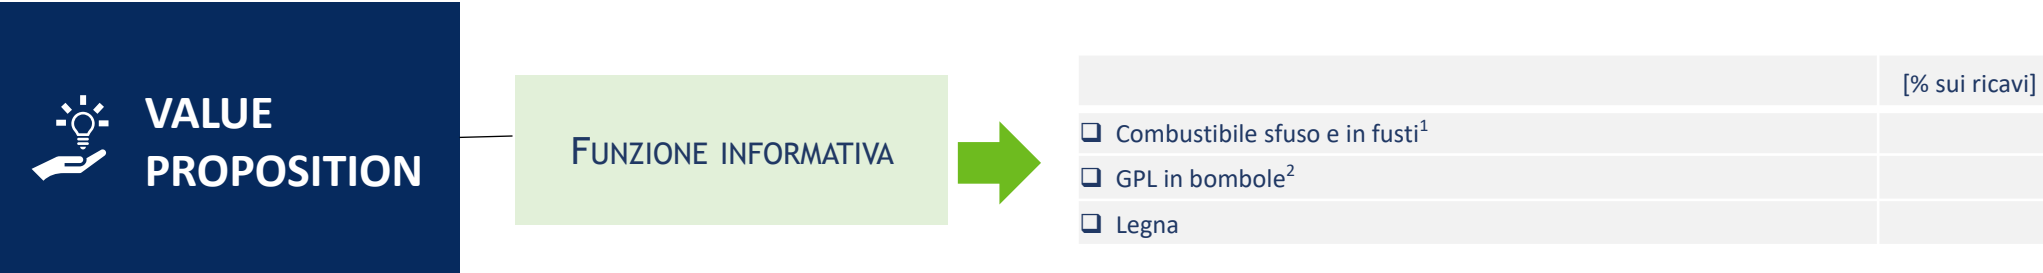 VALUE
PROPOSITION
FUNZIONE INFORMATIVA
[% sui ricavi]
❑ Combustibile sfuso e in fusti¹
❑ GPL in bombole²
❑ Legna